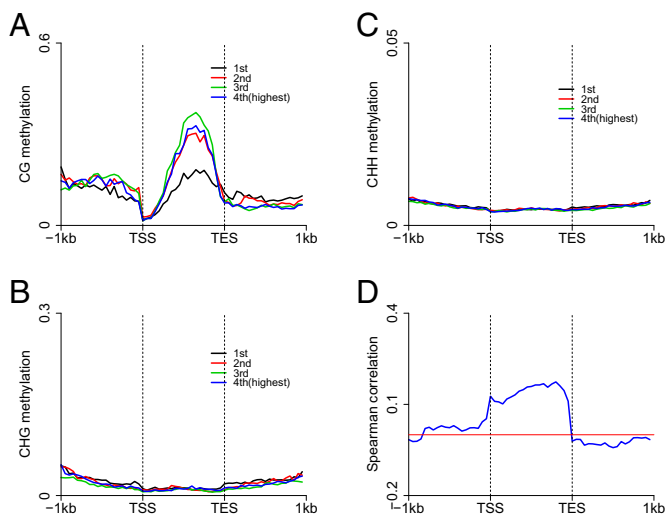 A
0.6
CG methylation
0
1st
2nd
3rd
4th(highest)
−1kb
TSS
TES
1kb
C
0.05
CHH methylation
0
1st
2nd
3rd
4th(highest)
−1kb
TSS
TES
1kb
B
0.3
CHG methylation
0
1st
2nd
3rd
4th(highest)
−1kb
TSS
TES
1kb
D
0.4
0.1
−0.2
Spearman correlation
−1kb
TSS
TES
1kb